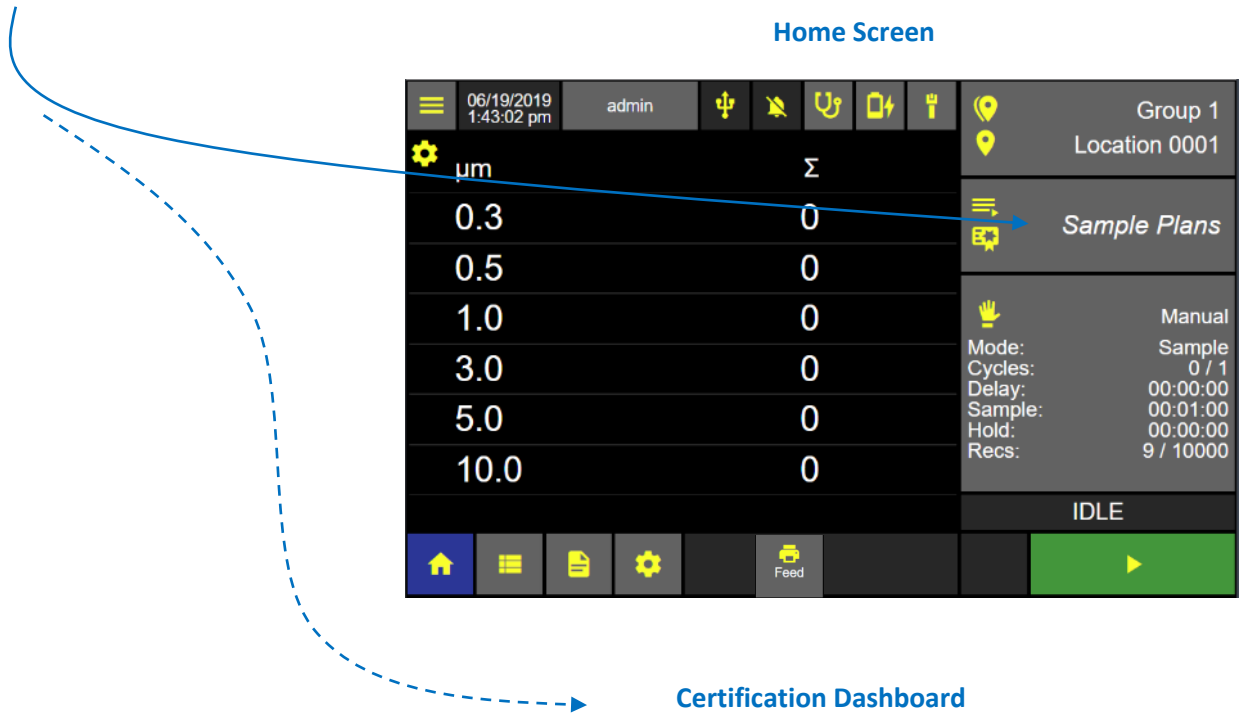 Home Screen
06/19/2019
1:43:02 pm
admin
Group 1
Location 0001
µm Σ
0.3 0
0.5 0
1.0 0
3.0 0
5.0 0
10.0 0
Sample Plans
Manual
Mode: Sample
Cycles: 0 / 1
Delay: 00:00:00
Sample: 00:01:00
Hold: 00:00:00
Recs: 9 / 10000
IDLE
Feed
Certification Dashboard